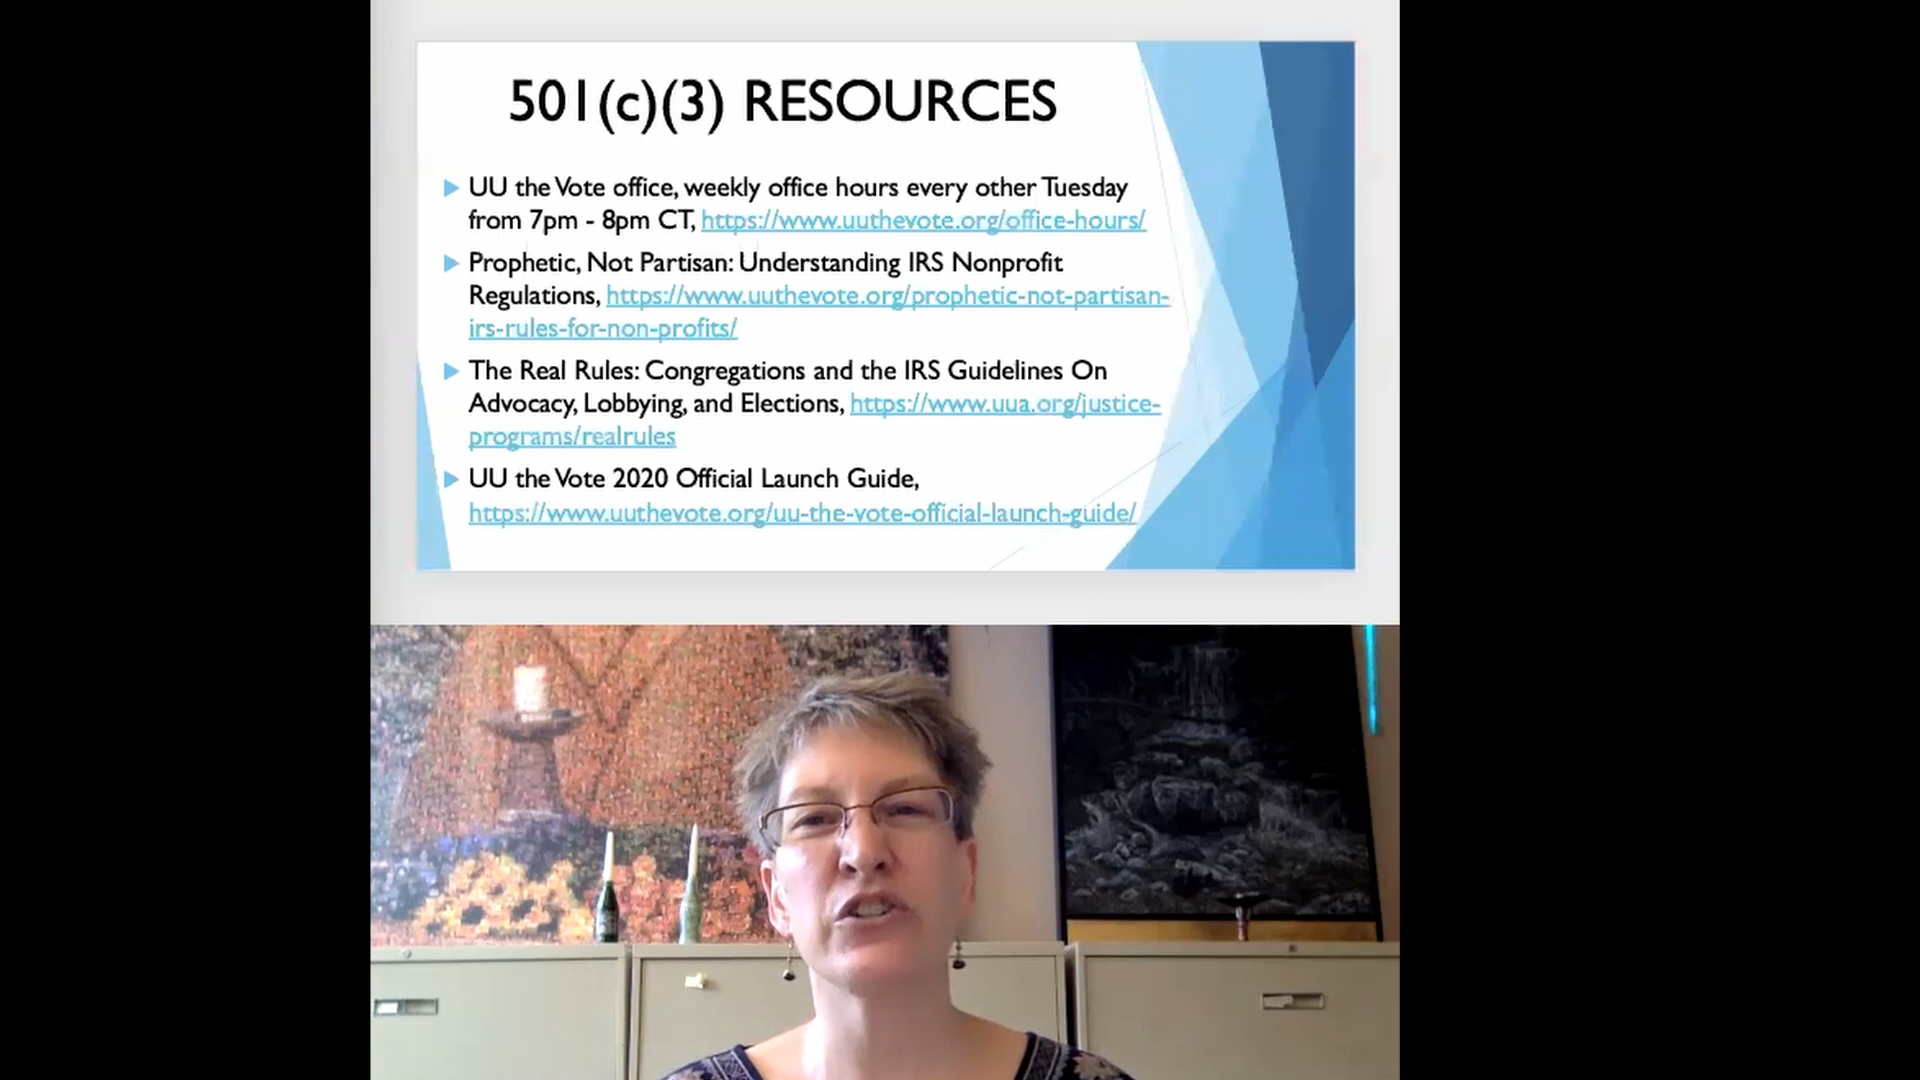 501(c)(3) RESOURCES
UU the Vote office, weekly office hours every other Tuesday
from 7pm - 8pm CT, https://www.uuthevote.org/office-hours/
Prophetic, Not Partisan: Understanding IRS Nonprofit
Regulations, https://www.uuthevote.org/prophetic-not-partisan-
irs-rules-for-non-profits/
The Real Rules: Congregations and the IRS Guidelines On
Advocacy, Lobbying, and Elections, https://www.uua.org/justice-
programs/realrules
UU the Vote 2020 Official Launch Guide,
https://www.uuthevote.org/uu-the-vote-official-launch-guide/